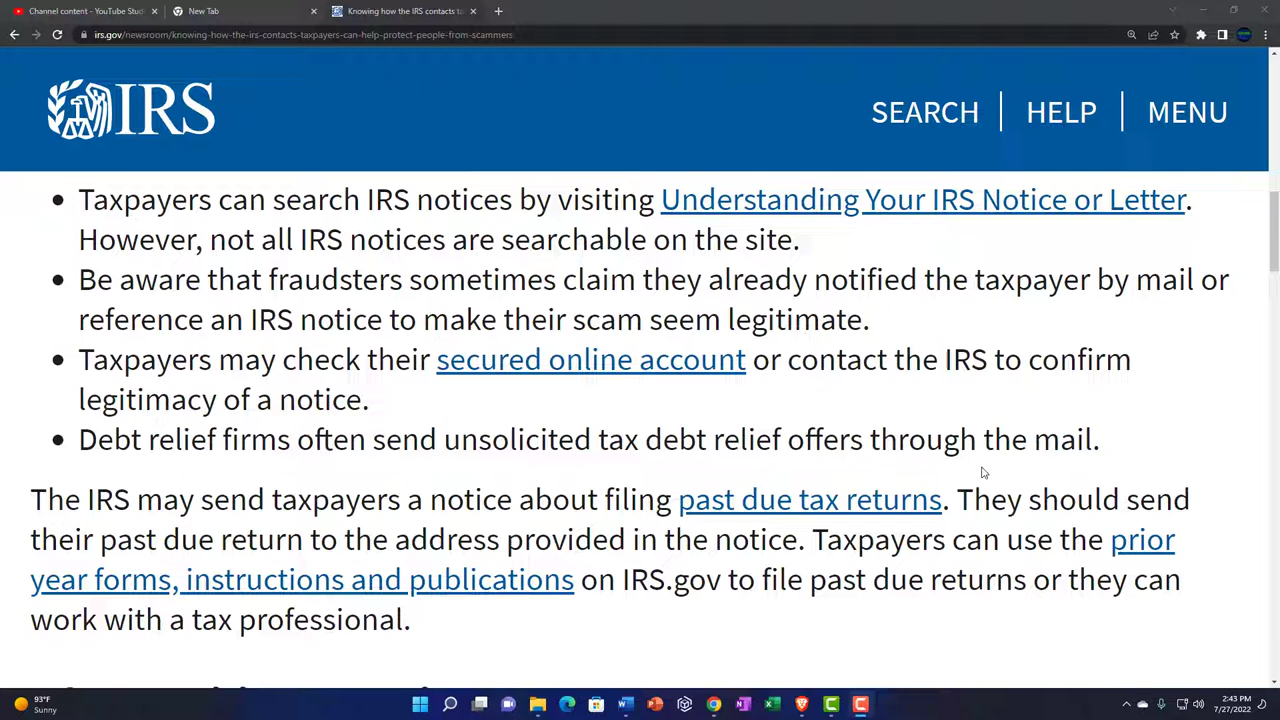 Channel content - YouTube Stud
New Tab
Knowing how the IRS contacts ta
irs.gov/newsroom/knowing-how-the-irs-contacts-taxpayers-can-help-protect-people-from-scammers
IRS
SEARCH
HELP
MENU
Taxpayers can search IRS notices by visiting Understanding Your IRS Notice or Letter.
However, not all IRS notices are searchable on the site.
Be aware that fraudsters sometimes claim they already notified the taxpayer by mail or
reference an IRS notice to make their scam seem legitimate.
Taxpayers may check their secured online account or contact the IRS to confirm
legitimacy of a notice.
Debt relief firms often send unsolicited tax debt relief offers through the mail.
The IRS may send taxpayers a notice about filing past due tax returns. They should send
their past due return to the address provided in the notice. Taxpayers can use the prior
year forms, instructions and publications on IRS.gov to file past due returns or they can
work with a tax professional.
93°F
Sunny
2:43 PM
7/27/2022